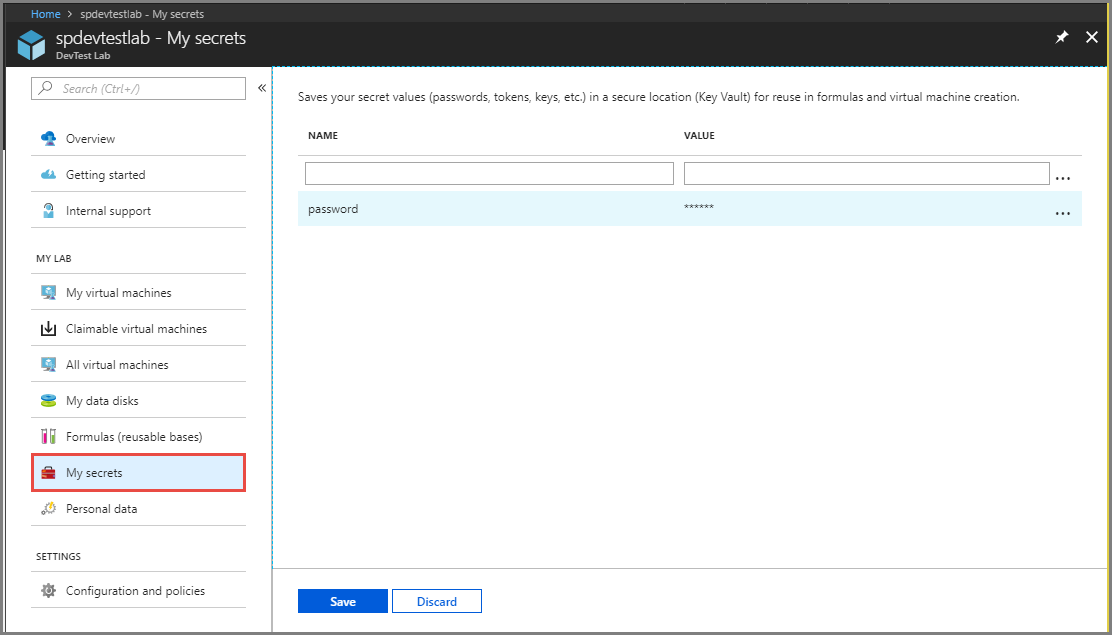 Home > spdevtestlab - My secrets
spdevtestlab - My secrets
DevTest Lab
Search (Ctrl+/)
«
Overview
Getting started
Internal support
MY LAB
My virtual machines
Claimable virtual machines
All virtual machines
My data disks
Formulas (reusable bases)
My secrets
Personal data
SETTINGS
Configuration and policies
Saves your secret values (passwords, tokens, keys, etc.) in a secure location (Key Vault) for reuse in formulas and virtual machine creation.
NAME VALUE
...
password ****** ...
Save Discard